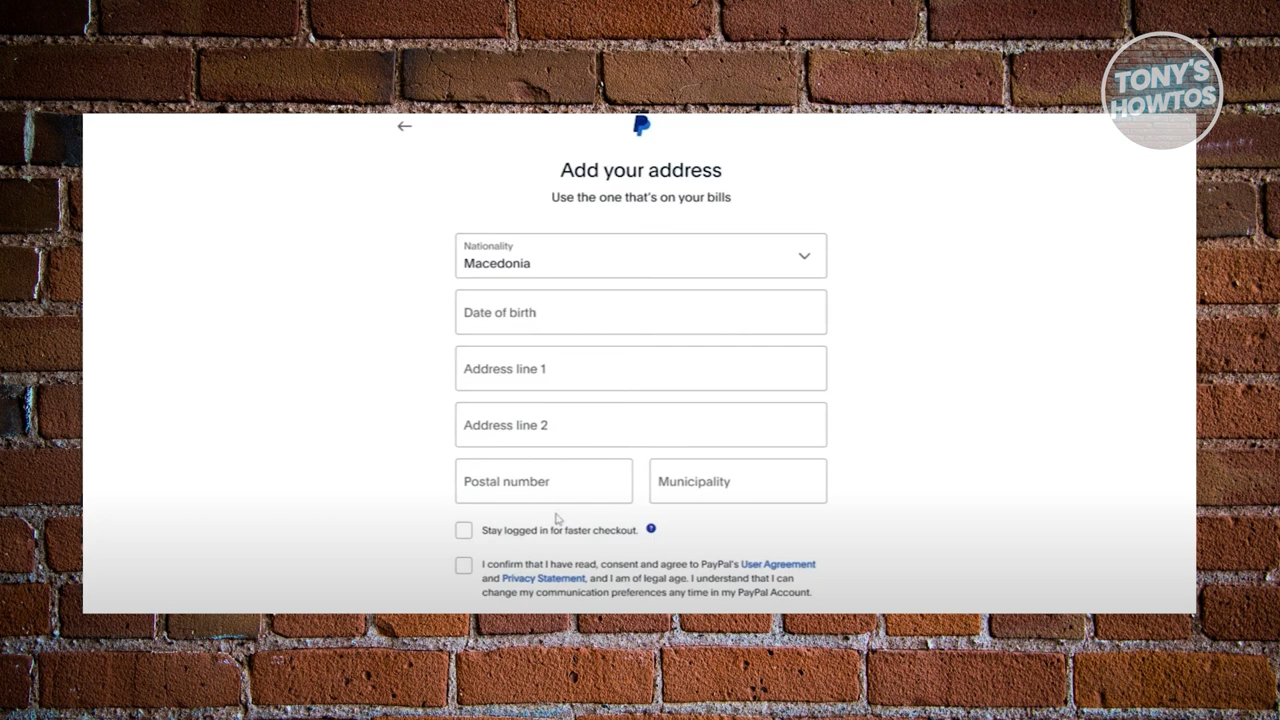 TONY'S
HOWTOS
Add your address
Use the one that's on your bills
Nationality
Macedonia
Date of birth
Address line 1
Address line 2
Postal number
Municipality
Stay logged in for faster checkout.
?
I confirm that I have read, consent and agree to PayPal's User Agreement
and Privacy Statement, and I am of legal age. I understand that I can
change my communication preferences any time in my PayPal Account.